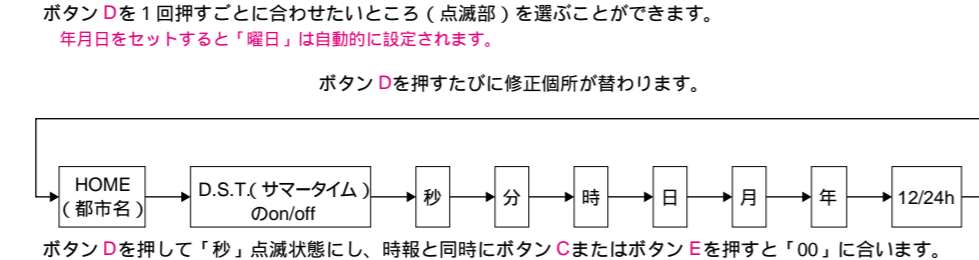 ボタン Dを1回押すごとに合わせたいところ（点滅部）を選ぶことができます。
年月日をセットすると「曜日」は自動的に設定されます。
ボタン Dを押すたびに修正個所が替わります。
HOME
（都市名）
D.S.T.（サマータイム）
のon/off
秒
分
時
日
月
年
12/24h
ボタン Dを押して「秒」点滅状態にし、時報と同時にボタン Cまたはボタン Eを押すと「00」に合います。